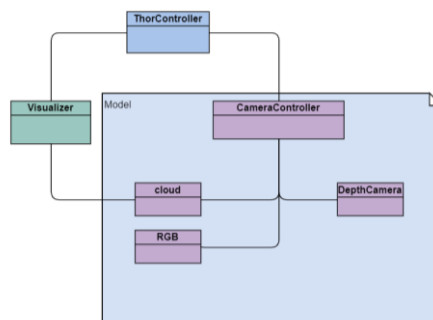 ThorController
Visualizer
Model
CameraController
cloud
DepthCamera
RGB